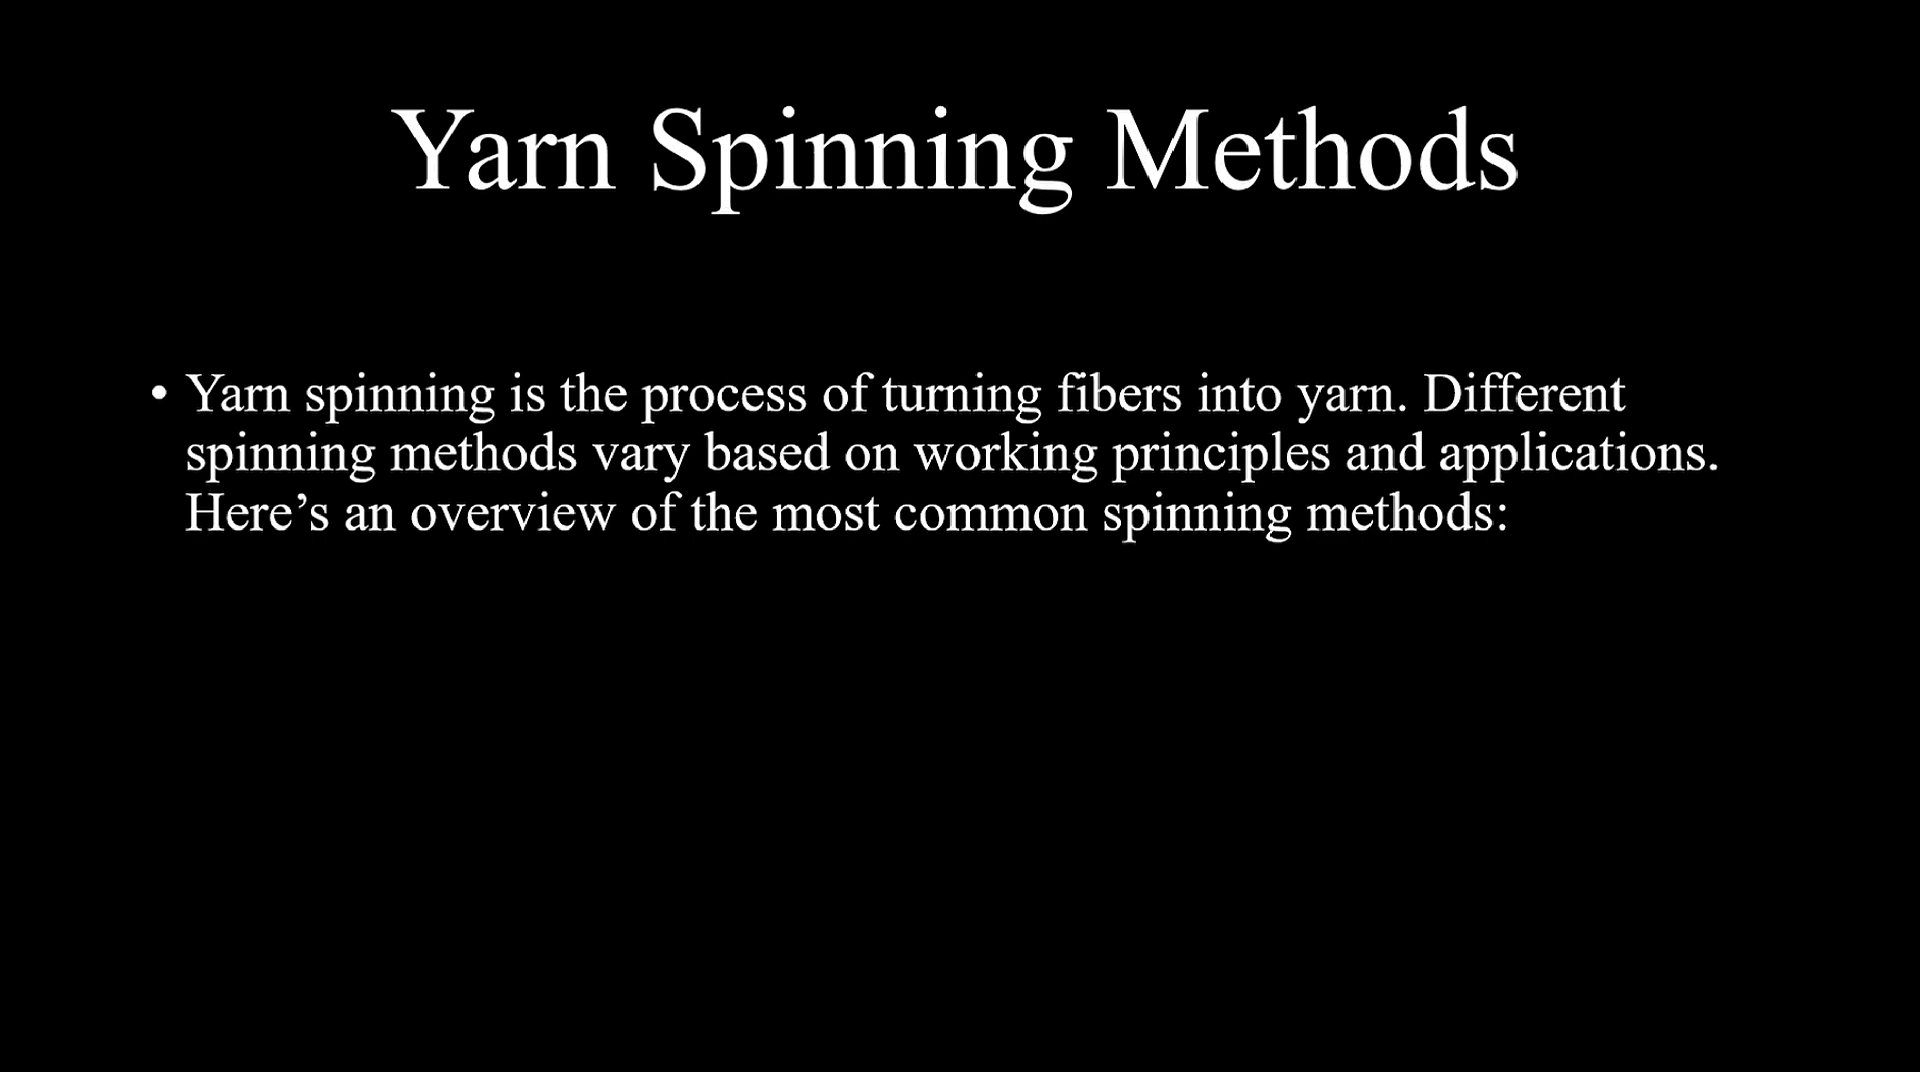 Yarn Spinning Methods
• Yarn spinning is the process of turning fibers into yarn. Different
spinning methods vary based on working principles and applications.
Here’s an overview of the most common spinning methods: